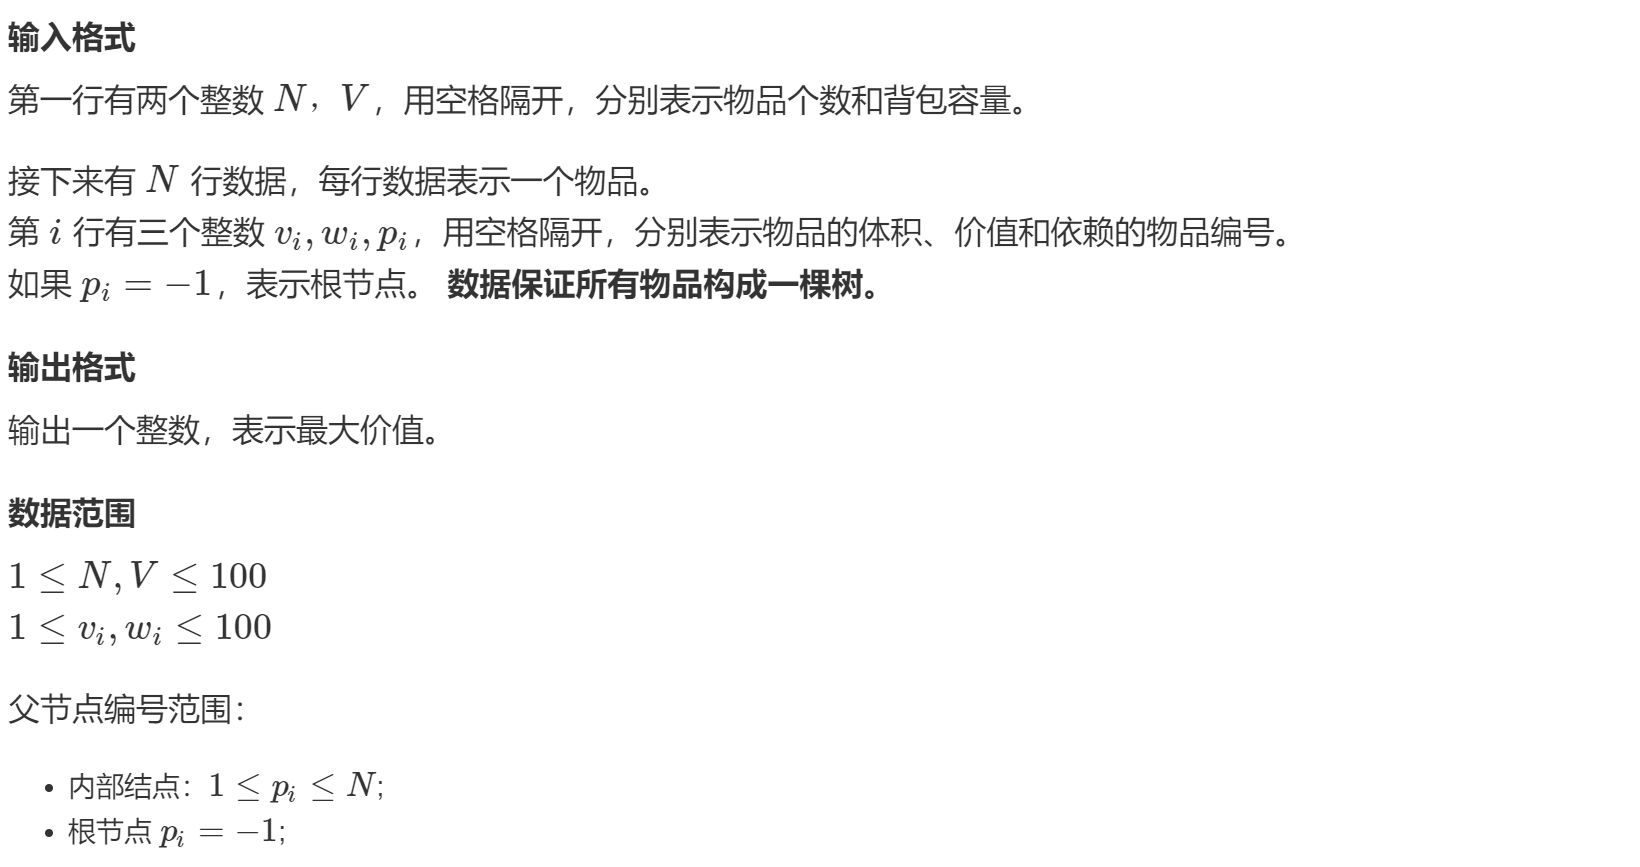 输入格式
第一行有两个整数 N，V，用空格隔开，分别表示物品个数和背包容量。
接下来有 N 行数据，每行数据表示一个物品。
第 i 行有三个整数 v_i, w_i, p_i，用空格隔开，分别表示物品的体积、价值和依赖的物品编号。
如果 p_i = −1，表示根节点。 数据保证所有物品构成一棵树。
输出格式
输出一个整数，表示最大价值。
数据范围
1 ≤ N, V ≤ 100
1 ≤ v_i, w_i ≤ 100
父节点编号范围：
• 内部结点：1 ≤ p_i ≤ N;
• 根节点 p_i = −1;